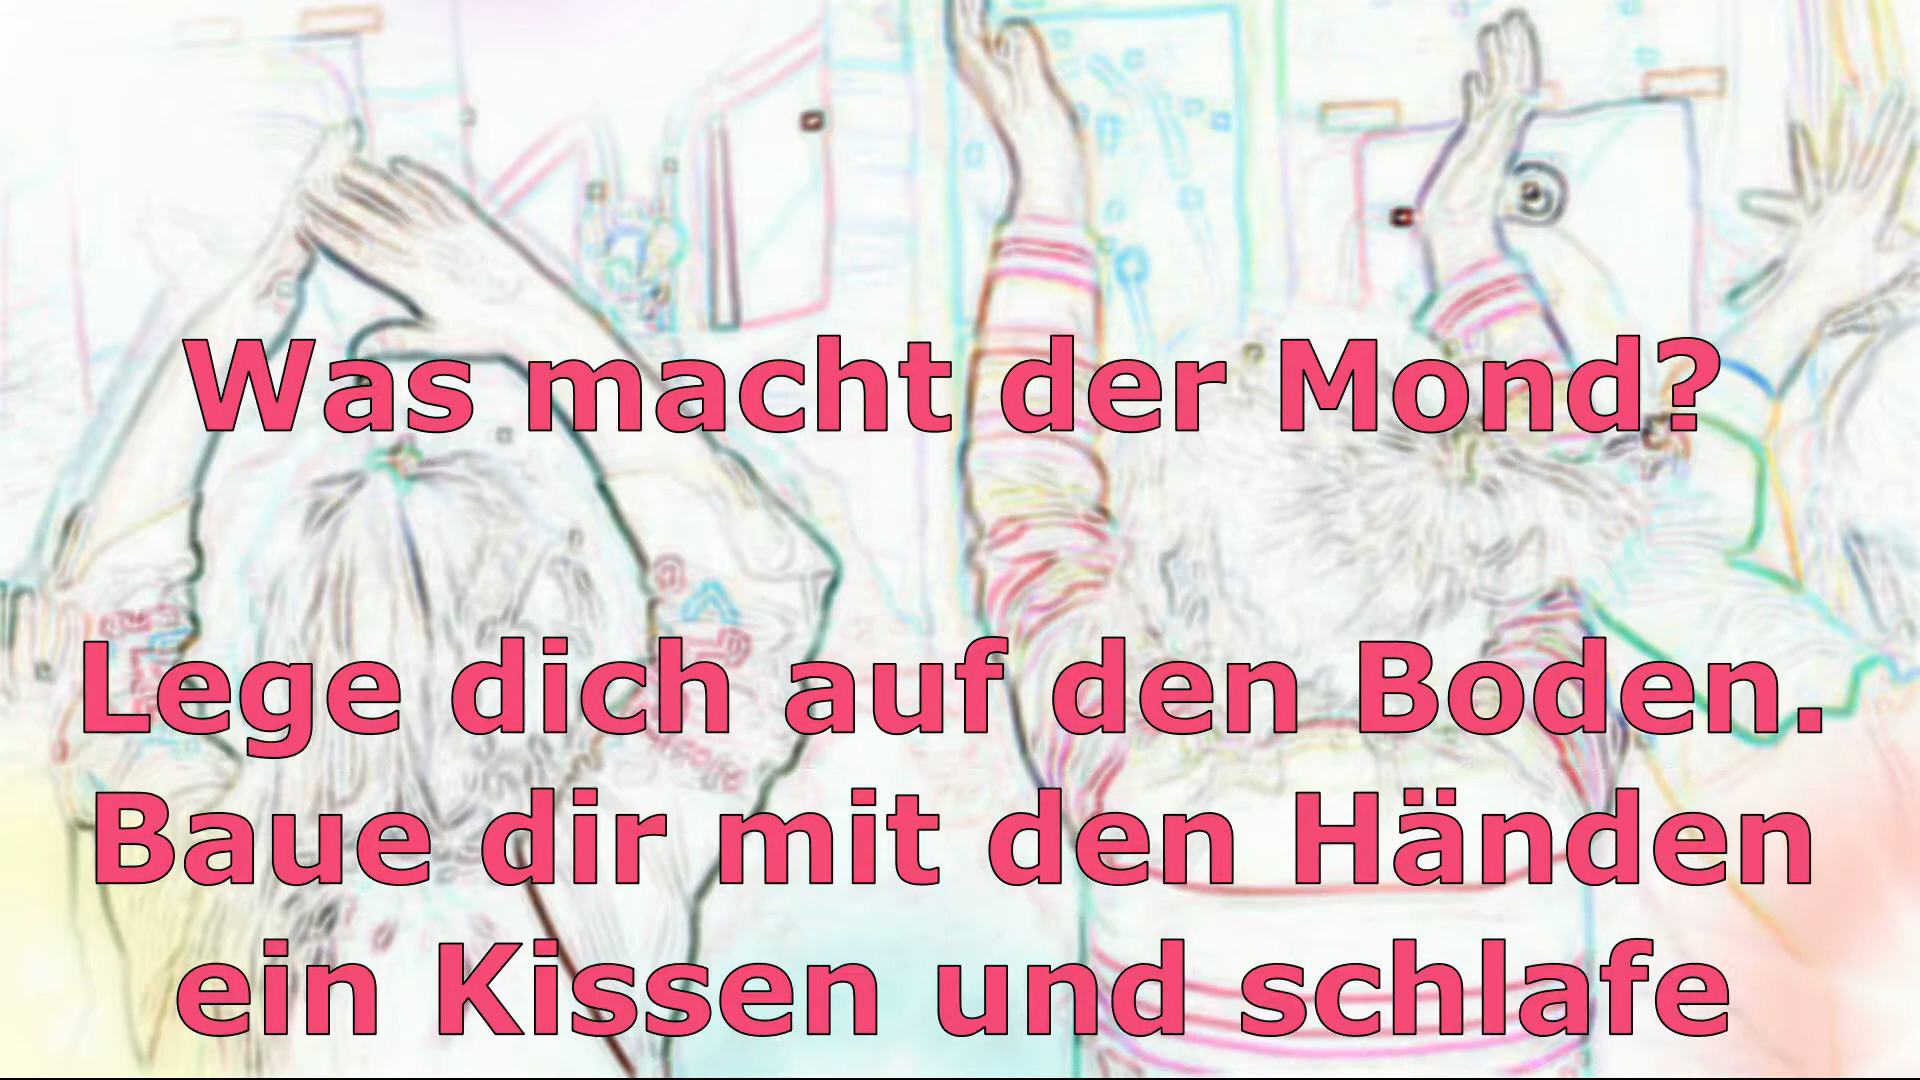 Was macht der Mond?
Lege dich auf den Boden.
Baue dir mit den Händen
ein Kissen und schlafe